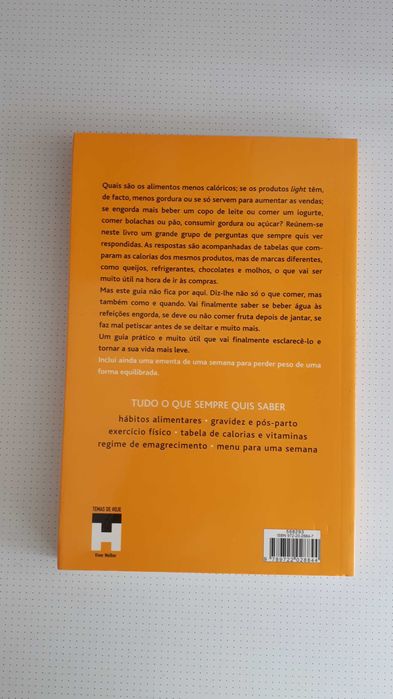 Quais são os alimentos menos calóricos; se os produtos light têm,
de facto, menos gordura ou se só servem para aumentar as vendas;
se engorda mais beber um copo de leite ou comer um iogurte,
comer bolachas ou pão, consumir gordura ou açúcar? Reúnem-se
neste livro um grande grupo de perguntas que sempre quis ver
respondidas. As respostas são acompanhadas de tabelas que com-
param as calorias dos mesmos produtos, mas de marcas diferentes,
como queijos, refrigerantes, chocolates e molhos, o que vai ser
muito útil na hora de ir às compras.
Mas este guia não fica por aqui. Diz-lhe não só o que comer, mas
também como e quando. Vai finalmente saber se beber água às
refeições engorda, se deve ou não comer fruta depois de jantar, se
faz mal petiscar antes de se deitar e muito mais.
Um guia prático e muito útil que vai finalmente esclarecê-lo e
tornar a sua vida mais leve.
Inclui ainda uma ementa de uma semana para perder peso de uma
forma equilibrada.
TUDO O QUE SEMPRE QUIS SABER
hábitos alimentares · gravidez e pós-parto
exercício físico · tabela de calorias e vitaminas
regime de emagrecimento · menu para uma semana
TEMAS DE HOJE
TH
Viver Melhor